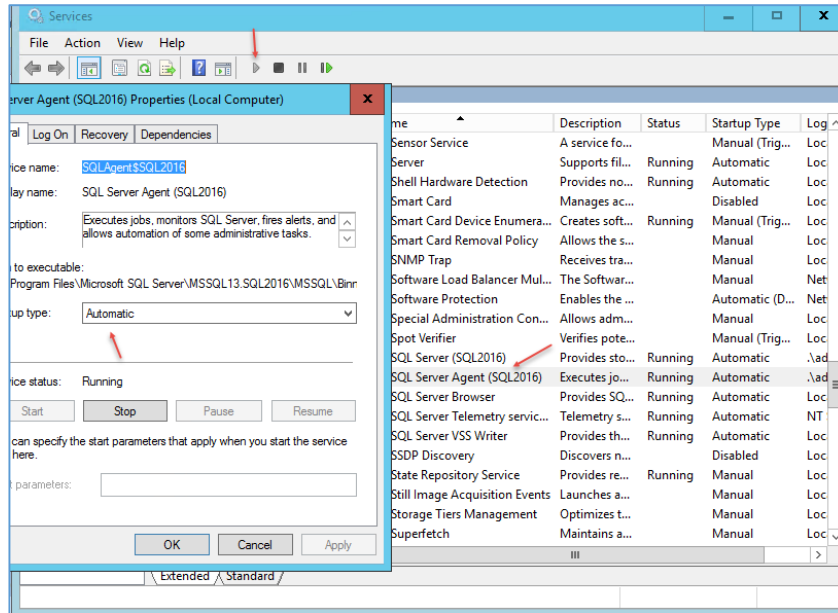 Services
File Action View Help
erver Agent (SQL2016) Properties (Local Computer)
x
ral Log On Recovery Dependencies
ice name: SQLAgent$SQL2016
lay name: SQL Server Agent (SQL2016)
cription: Executes jobs, monitors SQL Server, fires alerts, and
allows automation of some administrative tasks.
to executable:
Program Files\Microsoft SQL Server\MSSQL13.SQL2016\MSSQL\Binn
up type: Automatic
ice status: Running
Start Stop Pause Resume
can specify the start parameters that apply when you start the service
here.
t parameters:
OK Cancel Apply
me Description Status Startup Type Log
Sensor Service A service fo... Manual (Trig... Loc
Server Supports fil... Running Automatic Loc
Shell Hardware Detection Provides no... Running Automatic Loc
Smart Card Manages ac... Disabled Loc
Smart Card Device Enumera... Creates soft... Running Manual (Trig... Loc
Smart Card Removal Policy Allows the s... Manual Loc
SNMP Trap Receives tra... Manual Loc
Software Load Balancer Mul... The Softwar... Manual Net
Software Protection Enables the ... Automatic (D... Net
Special Administration Con... Allows adm... Manual Loc
Spot Verifier Verifies pote... Manual (Trig... Loc
SQL Server (SQL2016) Provides sto... Running Automatic .\ad
SQL Server Agent (SQL2016) Executes jo... Running Automatic .\ad
SQL Server Browser Provides SQ... Running Automatic Loc
SQL Server Telemetry servic... Telemetry s... Running Automatic NT
SQL Server VSS Writer Provides th... Running Automatic Loc
SSDP Discovery Discovers n... Disabled Loc
State Repository Service Provides re... Running Manual Loc
Still Image Acquisition Events Launches a... Manual Loc
Storage Tiers Management Optimizes t... Manual Loc
Superfetch Maintains a... Manual Loc
Extended Standard